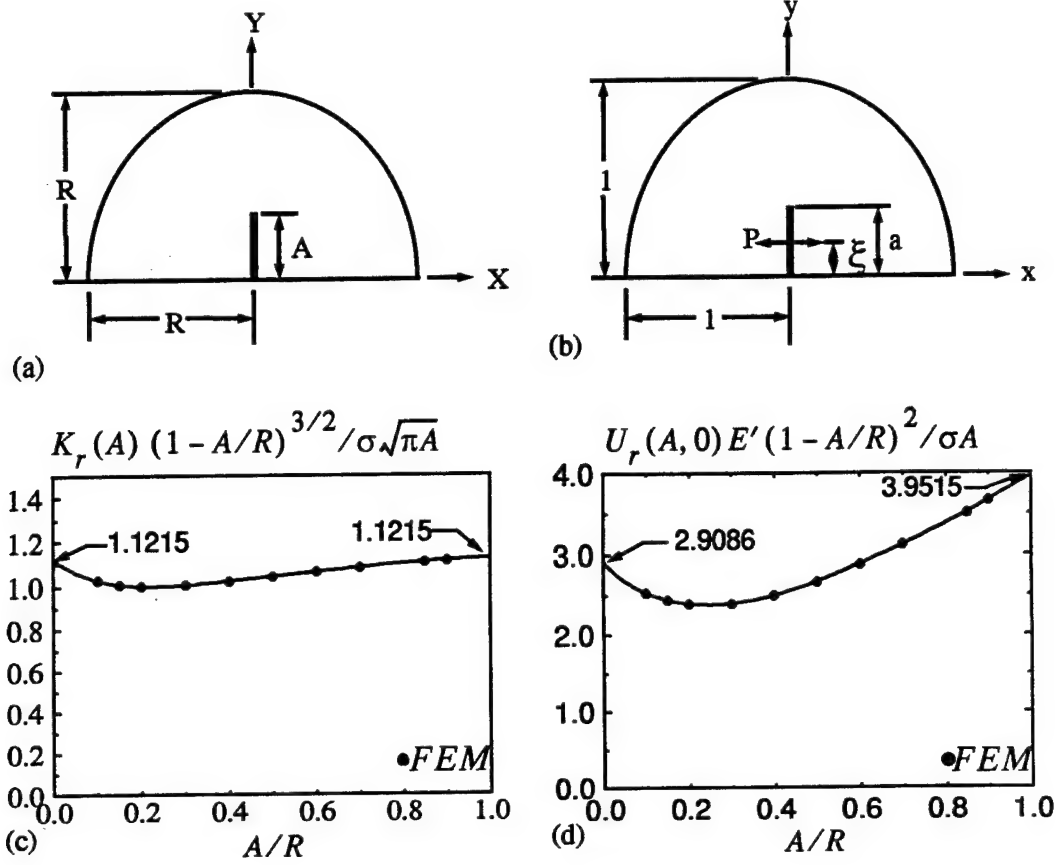 Y
R
A
X
R
(a)
y
1
P
a
ξ
x
1
(b)
K_r(A) (1 - A/R)^{3/2}/σ√πA
1.4
1.2
1.0
0.8
0.6
0.4
0.2
0.0
1.1215
1.1215
FEM
0.0 0.2 0.4 0.6 0.8 1.0
A/R
(c)
U_r(A, 0) E′(1 - A/R)^2/σA
4.0
3.0
2.0
1.0
0.0
3.9515
2.9086
FEM
0.0 0.2 0.4 0.6 0.8 1.0
A/R
(d)